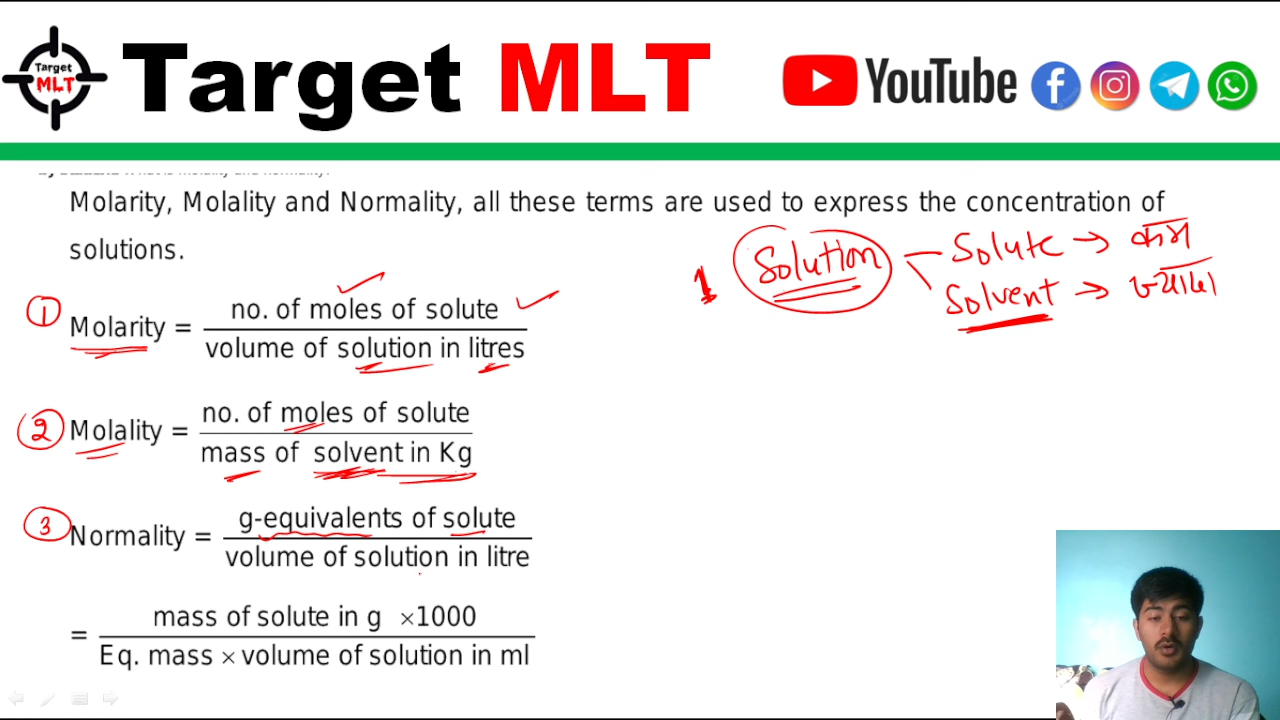 Target MLT
Target MLT YouTube
Molarity, Molality and Normality, all these terms are used to express the concentration of
solutions.
1 Solution
Solute → कम
Solvent → ज्यादा
①
Molarity = no. of moles of solute
volume of solution in litres
②
Molality = no. of moles of solute
mass of solvent in Kg
③
Normality = g-equivalents of solute
volume of solution in litre
= mass of solute in g ×1000
Eq. mass × volume of solution in ml